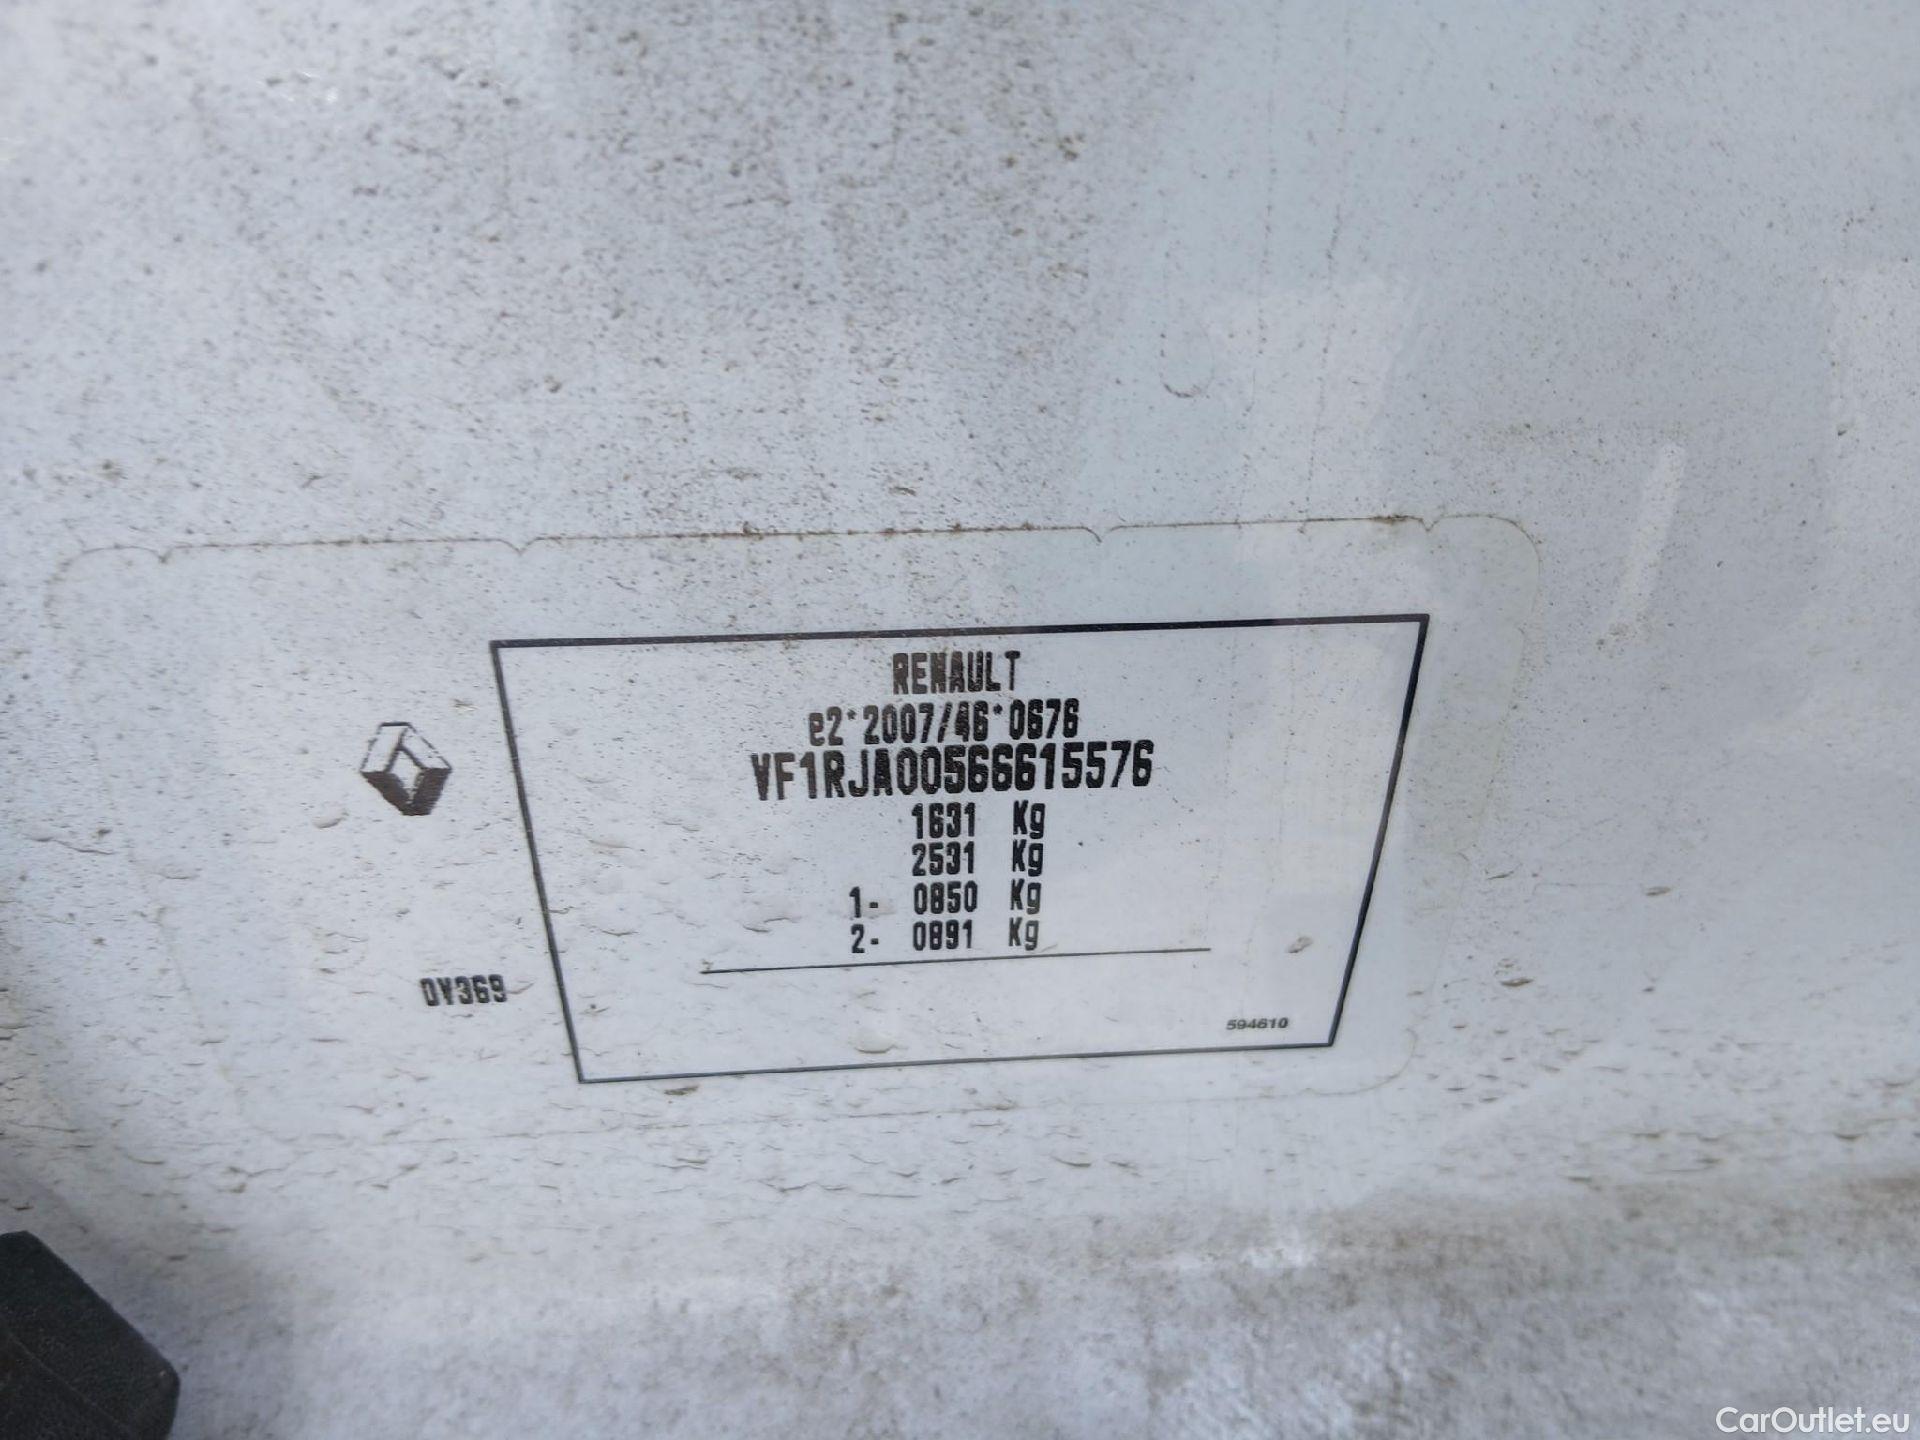 RENAULT
e2*2007/46*0676
VF1RJA00566615576
1631 Kg
2531 Kg
1- 0850 Kg
2- 0891 Kg
DV369
594610
CarOutlet.eu